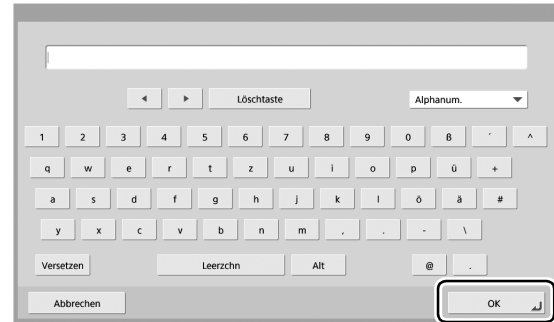 Löschtaste Alphanum.
1 2 3 4 5 6 7 8 9 0 ß ´ ^
q w e r t z u i o p ü +
a s d f g h j k l ö ä #
y x c v b n m , . - \
Versetzen Leerzchn Alt @ .
Abbrechen OK